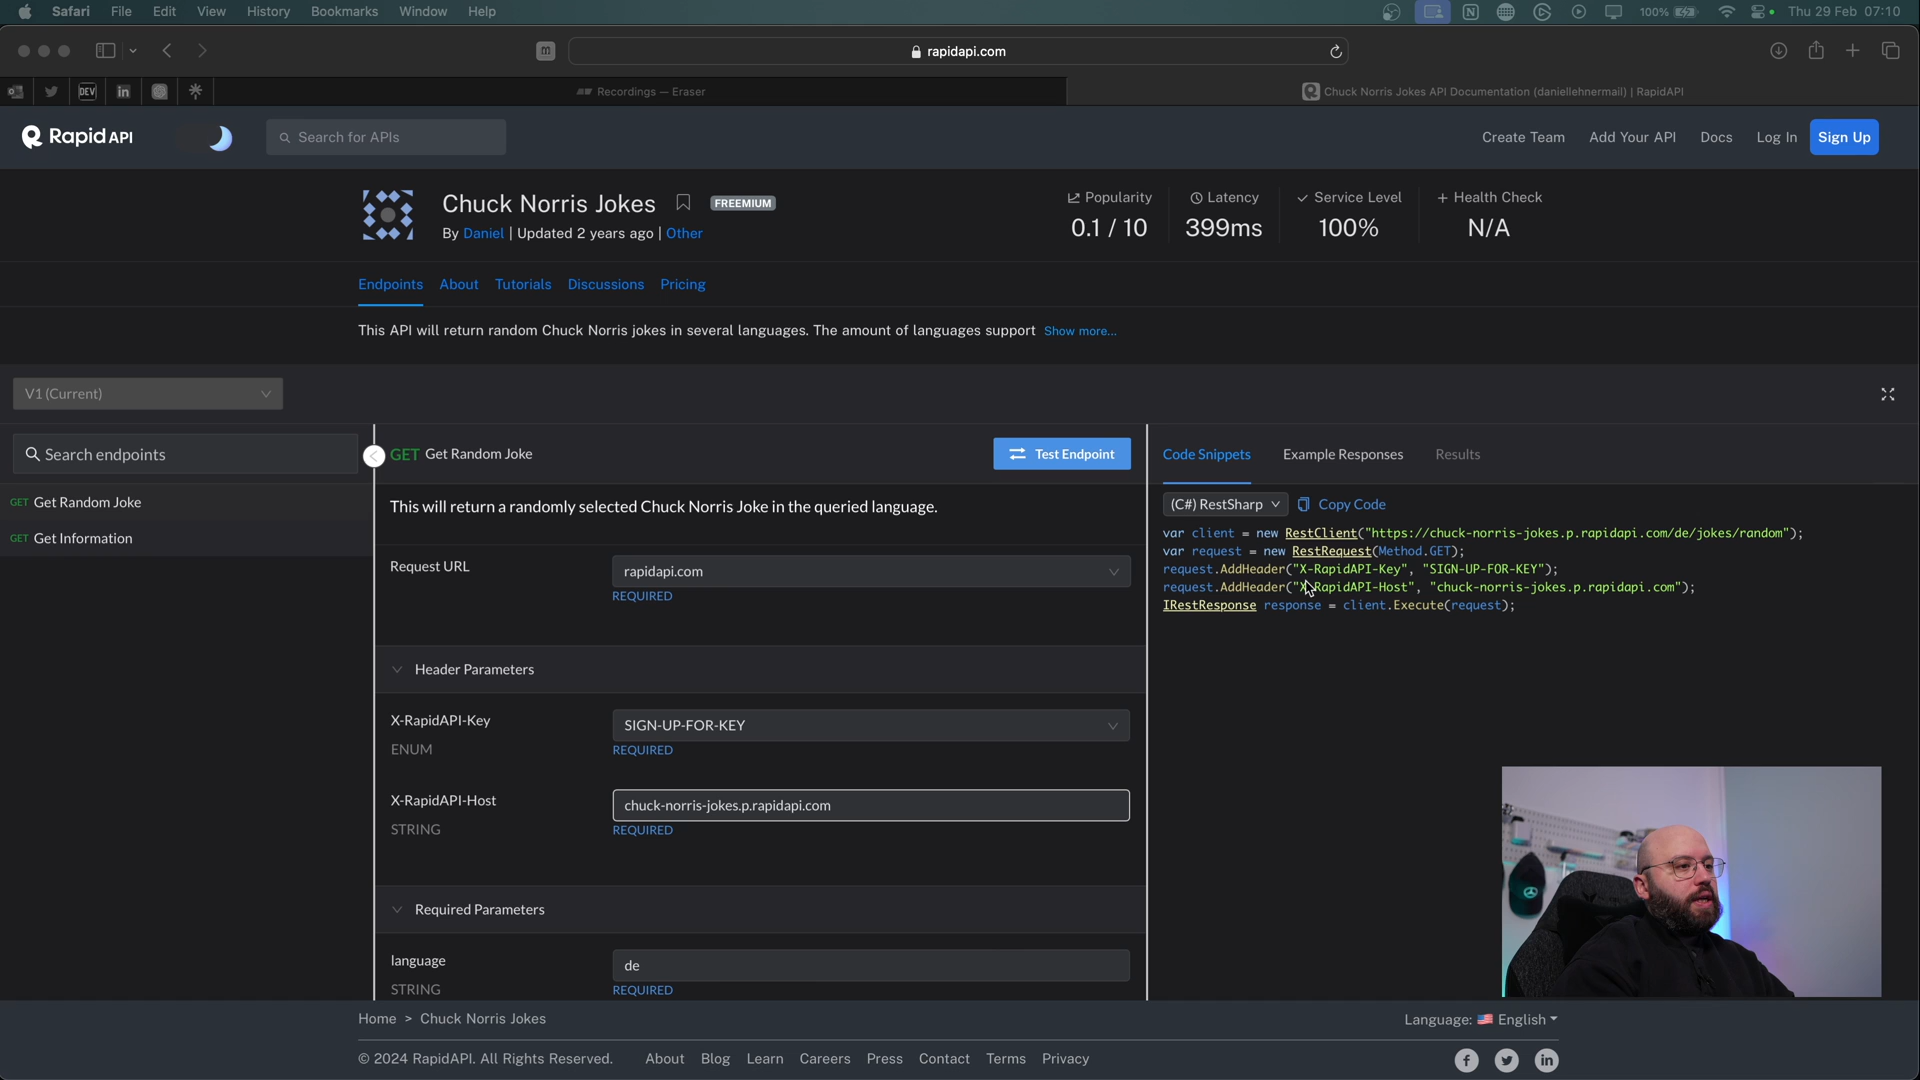 Safari File Edit View History Bookmarks Window Help
100% Thu 29 Feb 07:10
m
rapidapi.com
DEV
in
Recordings — Eraser
Chuck Norris Jokes API Documentation (daniellehnermail) | RapidAPI
Rapid API
Search for APIs
Create Team Add Your API Docs Log In Sign Up
Chuck Norris Jokes FREEMIUM
By Daniel | Updated 2 years ago | Other
Popularity
0.1 / 10
Latency
399ms
Service Level
100%
Health Check
N/A
Endpoints About Tutorials Discussions Pricing
This API will return random Chuck Norris jokes in several languages. The amount of languages support Show more...
V1 (Current)
Search endpoints
GET Get Random Joke
GET Get Information
GET Get Random Joke
Test Endpoint
This will return a randomly selected Chuck Norris Joke in the queried language.
Request URL
rapidapi.com
REQUIRED
Header Parameters
X-RapidAPI-Key
ENUM
SIGN-UP-FOR-KEY
REQUIRED
X-RapidAPI-Host
STRING
chuck-norris-jokes.p.rapidapi.com
REQUIRED
Required Parameters
language
STRING
de
REQUIRED
Code Snippets Example Responses Results
(C#) RestSharp Copy Code
var client = new RestClient("https://chuck-norris-jokes.p.rapidapi.com/de/jokes/random");
var request = new RestRequest(Method.GET);
request.AddHeader("X-RapidAPI-Key", "SIGN-UP-FOR-KEY");
request.AddHeader("X-RapidAPI-Host", "chuck-norris-jokes.p.rapidapi.com");
IRestResponse response = client.Execute(request);
Home > Chuck Norris Jokes
Language: English
© 2024 RapidAPI. All Rights Reserved. About Blog Learn Careers Press Contact Terms Privacy
f
in